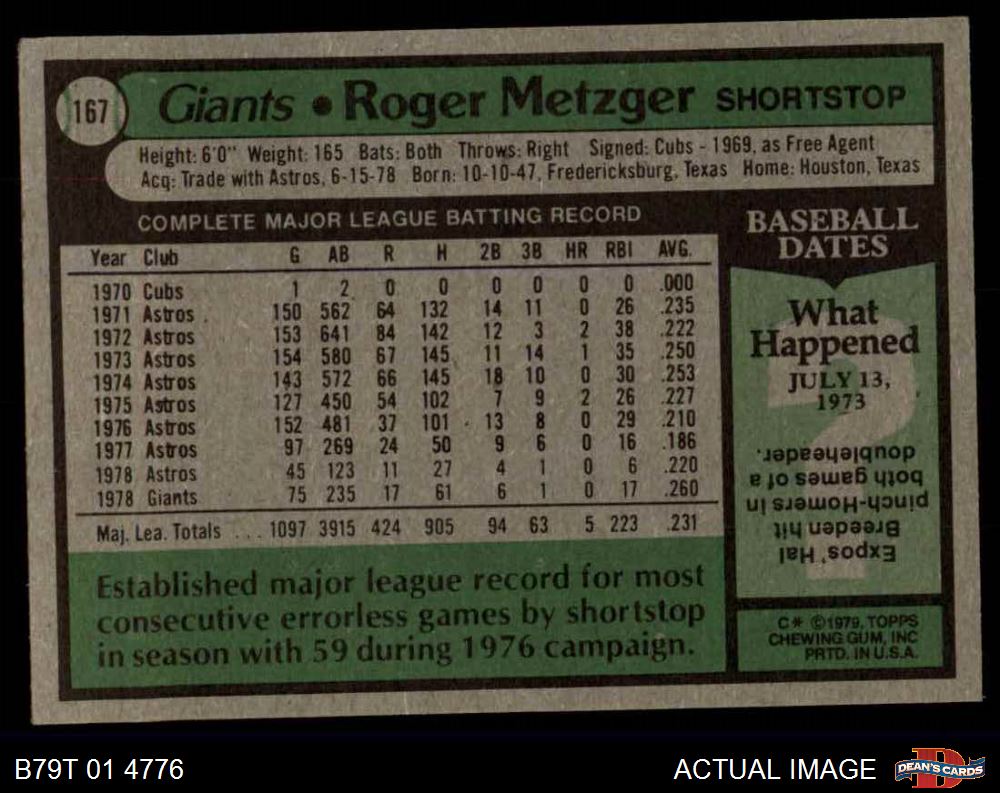 167 Giants • Roger Metzger SHORTSTOP
Height: 6'0" Weight: 165 Bats: Both Throws: Right Signed: Cubs - 1969, as Free Agent
Acq: Trade with Astros, 6-15-78 Born: 10-10-47, Fredericksburg, Texas Home: Houston, Texas
COMPLETE MAJOR LEAGUE BATTING RECORD
Year Club G AB R H 2B 3B HR RBI AVG.
1970 Cubs 1 2 0 0 0 0 0 0 .000
1971 Astros 150 562 64 132 14 11 0 26 .235
1972 Astros 153 641 84 142 12 3 2 38 .222
1973 Astros 154 580 67 145 11 14 1 35 .250
1974 Astros 143 572 66 145 18 10 0 30 .253
1975 Astros 127 450 54 102 7 9 2 26 .227
1976 Astros 152 481 37 101 13 8 0 29 .210
1977 Astros 97 269 24 50 9 6 0 16 .186
1978 Astros 45 123 11 27 4 1 0 6 .220
1978 Giants 75 235 17 61 6 1 0 17 .260
Maj. Lea. Totals ... 1097 3915 424 905 94 63 5 223 .231
Established major league record for most
consecutive errorless games by shortstop
in season with 59 during 1976 campaign.
BASEBALL
DATES
What
Happened
JULY 13,
1973
?
Expos' Hal
Breeden hit
pinch-Homers in
both games of a
doubleheader.
C* ©1979, TOPPS
CHEWING GUM, INC
PRTD. IN U.S.A.
B79T 01 4776
ACTUAL IMAGE
D
DEAN'S CARDS